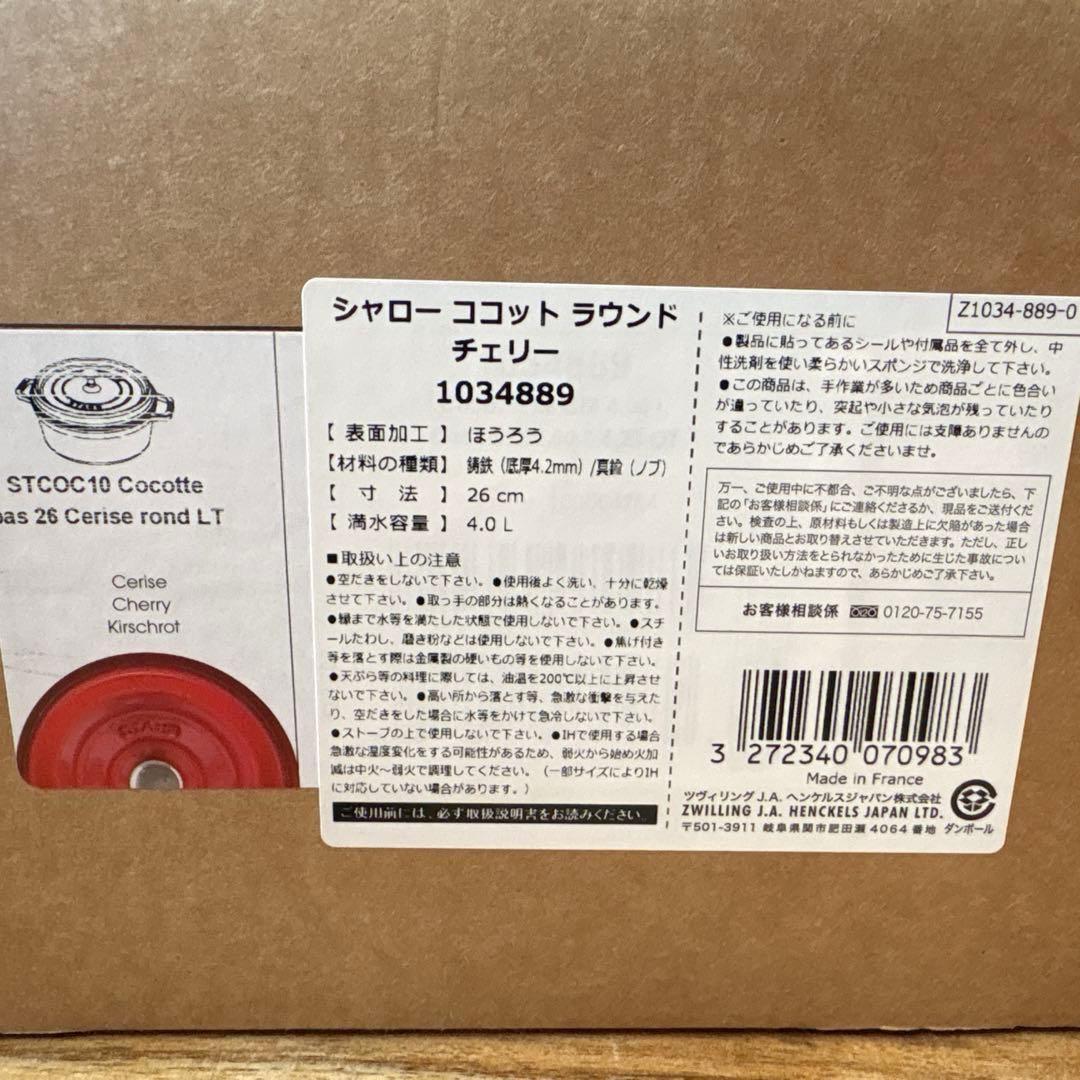 STCOC10 Cocotte
bas 26 Cerise rond LT
Cerise
Cherry
Kirschrot
STAUB
シャロー ココット ラウンド
チェリー
1034889
【 表面加工 】 ほうろう
【材料の種類】 鋳鉄(底厚4.2mm)/真鍮(ノブ)
【 寸 法 】 26 cm
【 満水容量 】 4.0 L
■取扱い上の注意
●空だきをしないで下さい。●使用後よく洗い、十分に乾燥
させて下さい。●取っ手の部分は熱くなることがあります。
●縁まで水等を満たした状態で使用しないで下さい。●スチ
ールたわし、磨き粉などは使用しないで下さい。●焦げ付き
等を落とす際は金属製の硬いもの等を使用しないで下さい。
●天ぷら等の料理に際しては、油温を200℃以上に上昇させ
ないで下さい。●高い所から落とす等、急激な衝撃を与えた
り、空だきをした場合に水等をかけて急冷しないで下さい。
●ストーブの上で使用しないで下さい。●IHで使用する場合
急激な温度変化をする可能性があるため、弱火から始め火加
減は中火～弱火で調理してください。(一部サイズによりIH
に対応していない場合があります。)
ご使用前には、必ず取扱説明書をお読みください。
Z1034-889-0
※ご使用になる前に
●製品に貼ってあるシールや付属品を全て外し、中
性洗剤を使い柔らかいスポンジで洗浄して下さい。
●この商品は、手作業が多いため商品ごとに色合い
が違っていたり、突起や小さな気泡が残っていたり
することがあります。ご使用には支障ありませんの
であらかじめご了承くださいませ。
万一、ご使用中に不都合、ご不明な点がございましたら、下
記の「お客様相談係」にご連絡くださるか、現品をご送付くださ
い。検査の上、原材料もしくは製造上に欠陥があった場合
は新しい商品とお取り替えさせていただきます。ただし、正し
いお取り扱い方法をとられなかったために生じた事故につい
ては保証いたしかねますので、あらかじめご了承下さい。
お客様相談係 0120-75-7155
3 272340 070983
Made in France
ツヴィリング J.A. ヘンケルスジャパン株式会社
ZWILLING J.A. HENCKELS JAPAN LTD.
〒501-3911 岐阜県関市肥田瀬 4064 番地 ダンボール